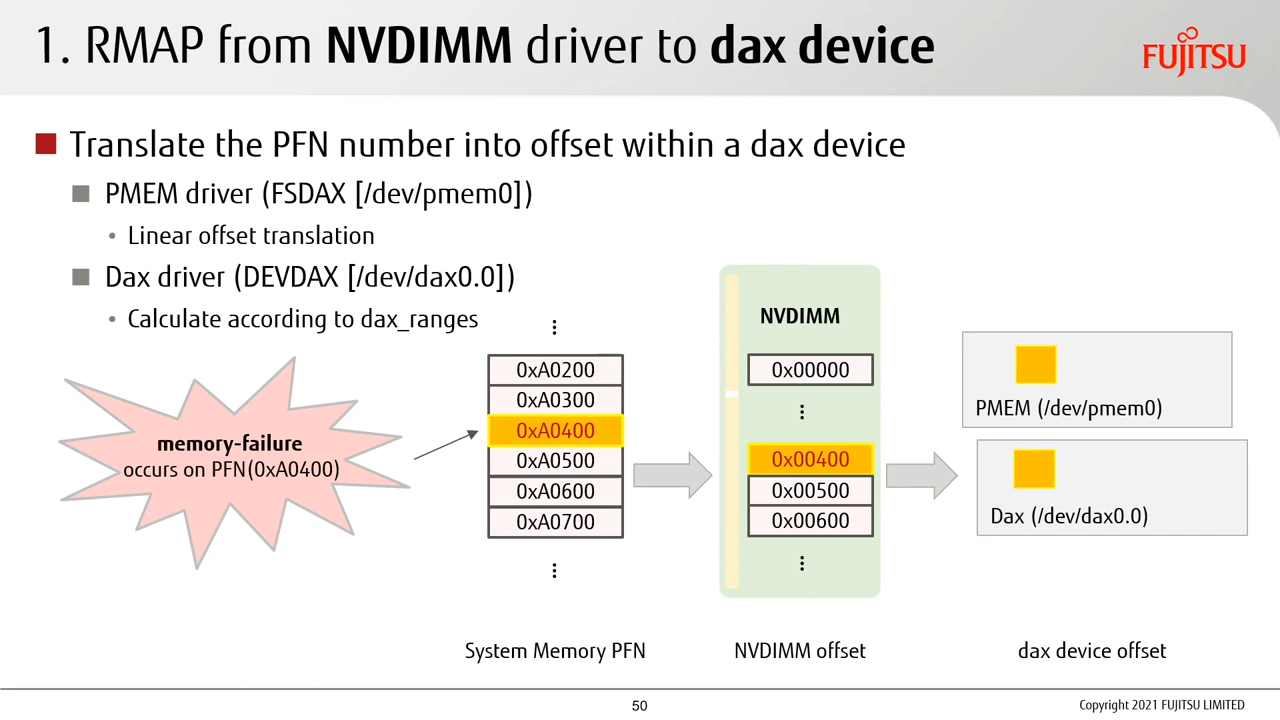 1. RMAP from NVDIMM driver to dax device
FUJITSU
Translate the PFN number into offset within a dax device
PMEM driver (FSDAX [/dev/pmem0])
• Linear offset translation
Dax driver (DEVDAX [/dev/dax0.0])
• Calculate according to dax_ranges
memory-failure
occurs on PFN(0xA0400)
⋮
0xA0200
0xA0300
0xA0400
0xA0500
0xA0600
0xA0700
⋮
System Memory PFN
NVDIMM
0x00000
⋮
0x00400
0x00500
0x00600
⋮
NVDIMM offset
PMEM (/dev/pmem0)
Dax (/dev/dax0.0)
dax device offset
50
Copyright 2021 FUJITSU LIMITED